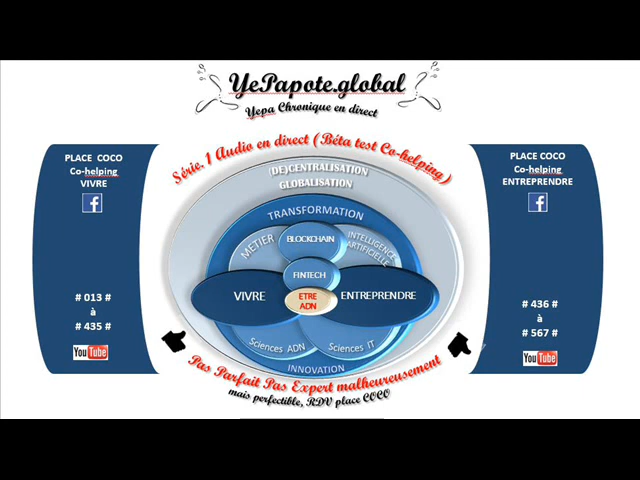 YePapote.global
Yepa Chronique en direct
Série, 1 Audio en direct (Béta test Co-helping)
PLACE COCO
Co-helping
VIVRE
# 013 #
à
# 435 #
YouTube
(DE)CENTRALISATION
GLOBALISATION
TRANSFORMATION
METIER
BLOCKCHAIN
INTELLIGENCE
ARTIFICIELLE
FINTECH
VIVRE
ETRE
ADN
ENTREPRENDRE
Sciences ADN
Sciences IT
INNOVATION
PLACE COCO
Co-helping
ENTREPRENDRE
# 436 #
à
# 567 #
YouTube
Pas Parfait Pas Expert malheureusement
mais perfectible, RDV place COCO